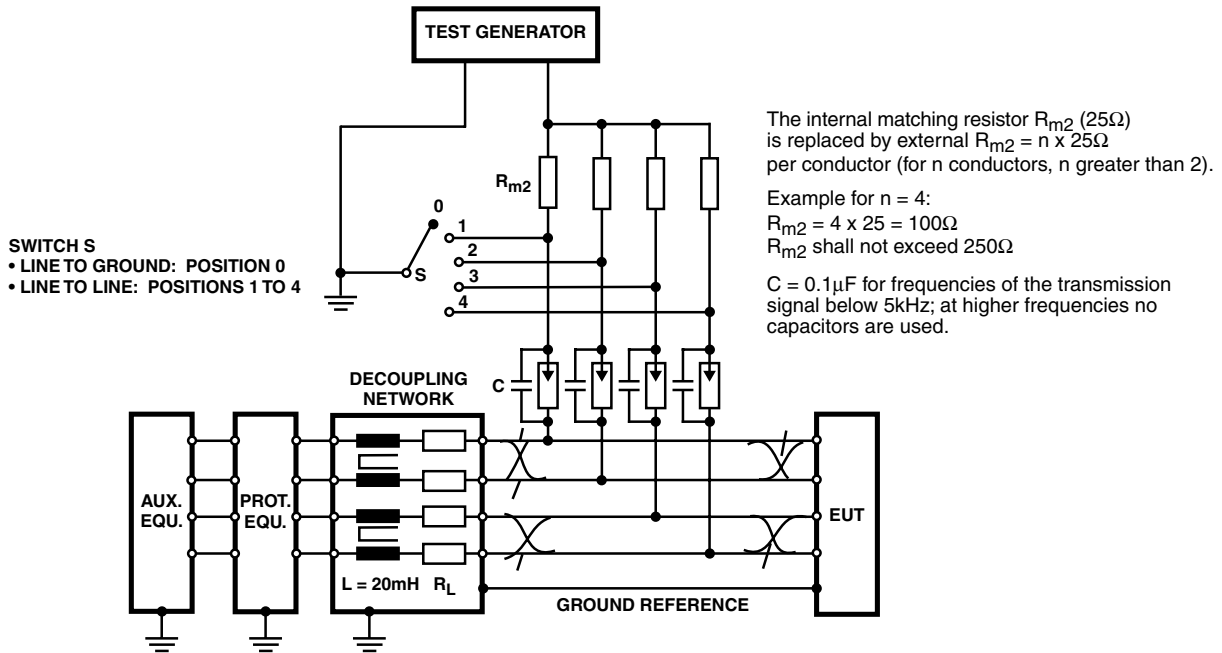 TEST GENERATOR
The internal matching resistor Rm2 (25Ω)
is replaced by external Rm2 = n x 25Ω
per conductor (for n conductors, n greater than 2).
Example for n = 4:
Rm2 = 4 x 25 = 100Ω
Rm2 shall not exceed 250Ω
C = 0.1μF for frequencies of the transmission
signal below 5kHz; at higher frequencies no
capacitors are used.
Rm2
0
1
2
3
4
S
SWITCH S
• LINE TO GROUND: POSITION 0
• LINE TO LINE: POSITIONS 1 TO 4
DECOUPLING
NETWORK
C
AUX.
EQU.
PROT.
EQU.
EUT
L = 20mH RL
GROUND REFERENCE